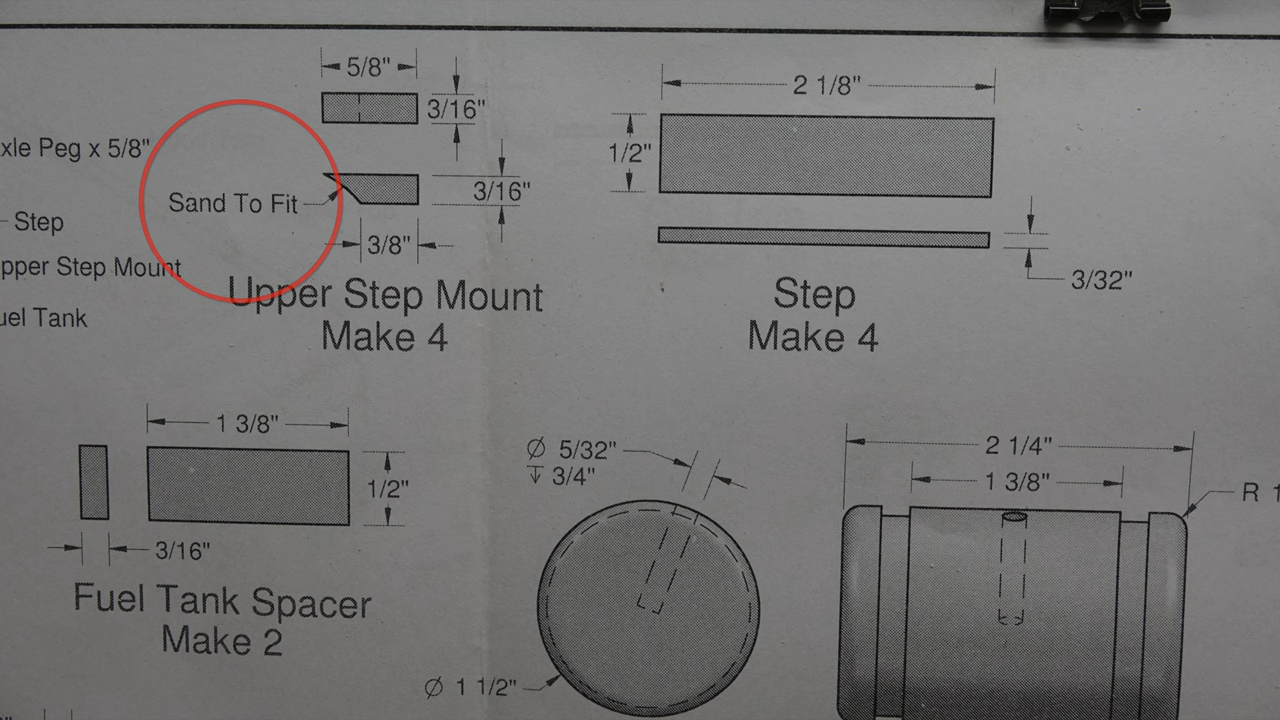 5/8"
3/16"
xle Peg x 5/8"
Sand To Fit
3/16"
Step
3/8"
pper Step Mount
Upper Step Mount
Make 4
uel Tank
2 1/8"
1/2"
3/32"
Step
Make 4
1 3/8"
1/2"
3/16"
Fuel Tank Spacer
Make 2
Ø 5/32"
↧ 3/4"
Ø 1 1/2"
2 1/4"
1 3/8"
R 1